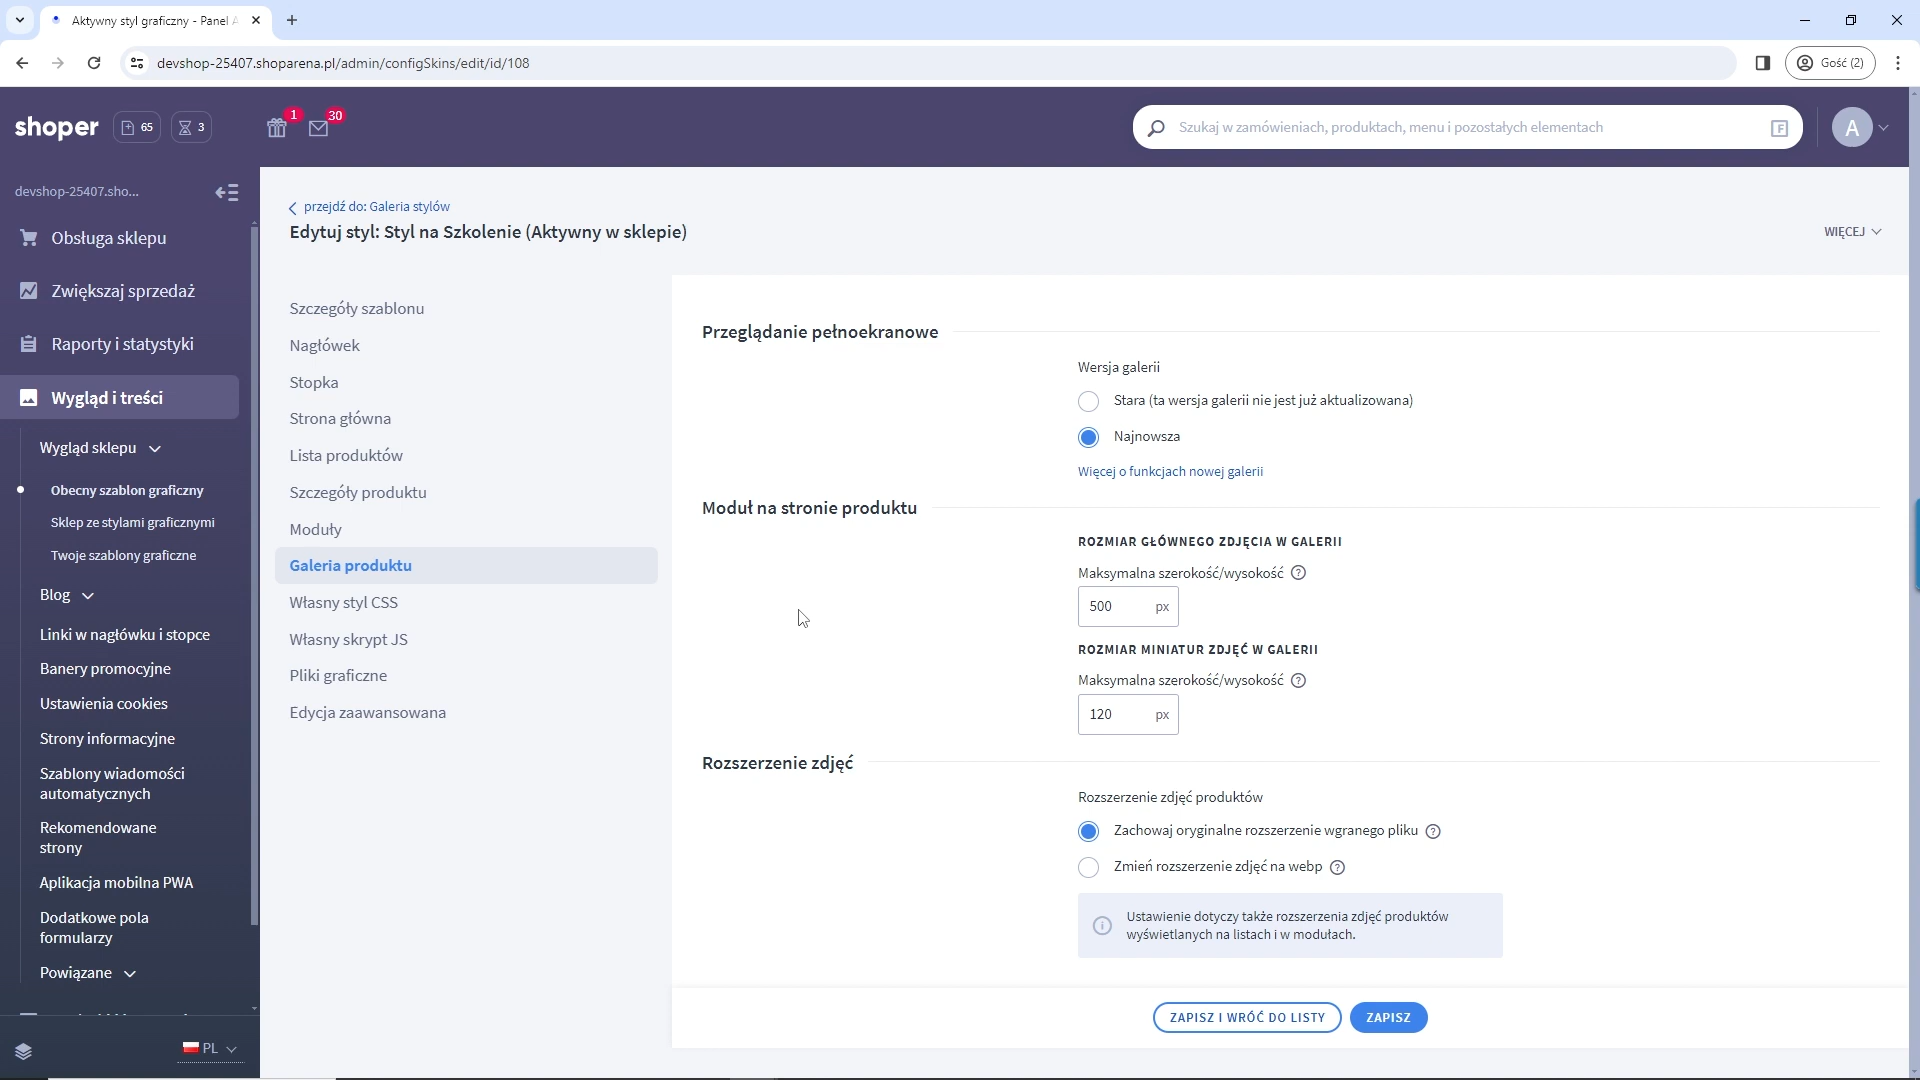 Aktywny styl graficzny - Panel A
devshop-25407.shoparena.pl/admin/configSkins/edit/id/108
Gość (2)
shoper
65
3
1
30
Szukaj w zamówieniach, produktach, menu i pozostałych elementach
F
A
devshop-25407.sho...
Obsługa sklepu
Zwiększaj sprzedaż
Raporty i statystyki
Wygląd i treści
Wygląd sklepu
Obecny szablon graficzny
Sklep ze stylami graficznymi
Twoje szablony graficzne
Blog
Linki w nagłówku i stopce
Banery promocyjne
Ustawienia cookies
Strony informacyjne
Szablony wiadomości
automatycznych
Rekomendowane
strony
Aplikacja mobilna PWA
Dodatkowe pola
formularzy
Powiązane
PL
przejdź do: Galeria stylów
Edytuj styl: Styl na Szkolenie (Aktywny w sklepie)
WIĘCEJ
Szczegóły szablonu
Nagłówek
Stopka
Strona główna
Lista produktów
Szczegóły produktu
Moduły
Galeria produktu
Własny styl CSS
Własny skrypt JS
Pliki graficzne
Edycja zaawansowana
Przeglądanie pełnoekranowe
Wersja galerii
Stara (ta wersja galerii nie jest już aktualizowana)
Najnowsza
Więcej o funkcjach nowej galerii
Moduł na stronie produktu
ROZMIAR GŁÓWNEGO ZDJĘCIA W GALERII
Maksymalna szerokość/wysokość ?
500 px
ROZMIAR MINIATUR ZDJĘĆ W GALERII
Maksymalna szerokość/wysokość ?
120 px
Rozszerzenie zdjęć
Rozszerzenie zdjęć produktów
Zachowaj oryginalne rozszerzenie wgranego pliku ?
Zmień rozszerzenie zdjęć na webp ?
Ustawienie dotyczy także rozszerzenia zdjęć produktów
wyświetlanych na listach i w modułach.
ZAPISZ I WRÓĆ DO LISTY
ZAPISZ